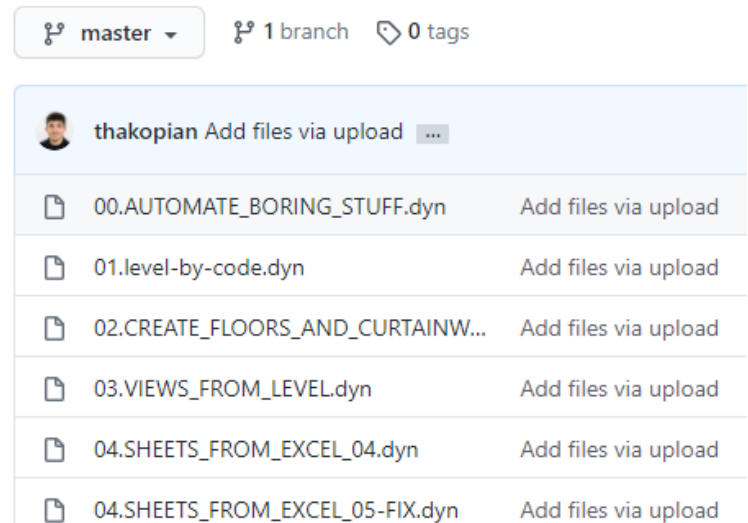 master 1 branch 0 tags
thakopian Add files via upload ...
00.AUTOMATE_BORING_STUFF.dyn Add files via upload
01.level-by-code.dyn Add files via upload
02.CREATE_FLOORS_AND_CURTAINW... Add files via upload
03.VIEWS_FROM_LEVEL.dyn Add files via upload
04.SHEETS_FROM_EXCEL_04.dyn Add files via upload
04.SHEETS_FROM_EXCEL_05-FIX.dyn Add files via upload